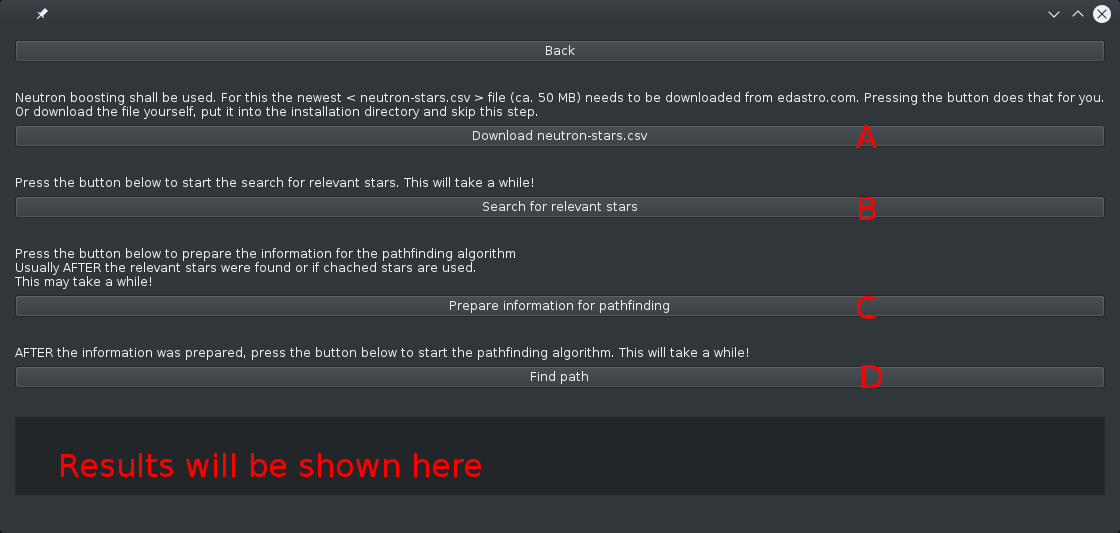 Back
Neutron boosting shall be used. For this the newest < neutron-stars.csv > file (ca. 50 MB) needs to be downloaded from edastro.com. Pressing the button does that for you.
Or download the file yourself, put it into the installation directory and skip this step.
Download neutron-stars.csv A
Press the button below to start the search for relevant stars. This will take a while!
Search for relevant stars B
Press the button below to prepare the information for the pathfinding algorithm
Usually AFTER the relevant stars were found or if chached stars are used.
This may take a while!
Prepare information for pathfinding C
AFTER the information was prepared, press the button below to start the pathfinding algorithm. This will take a while!
Find path D
Results will be shown here